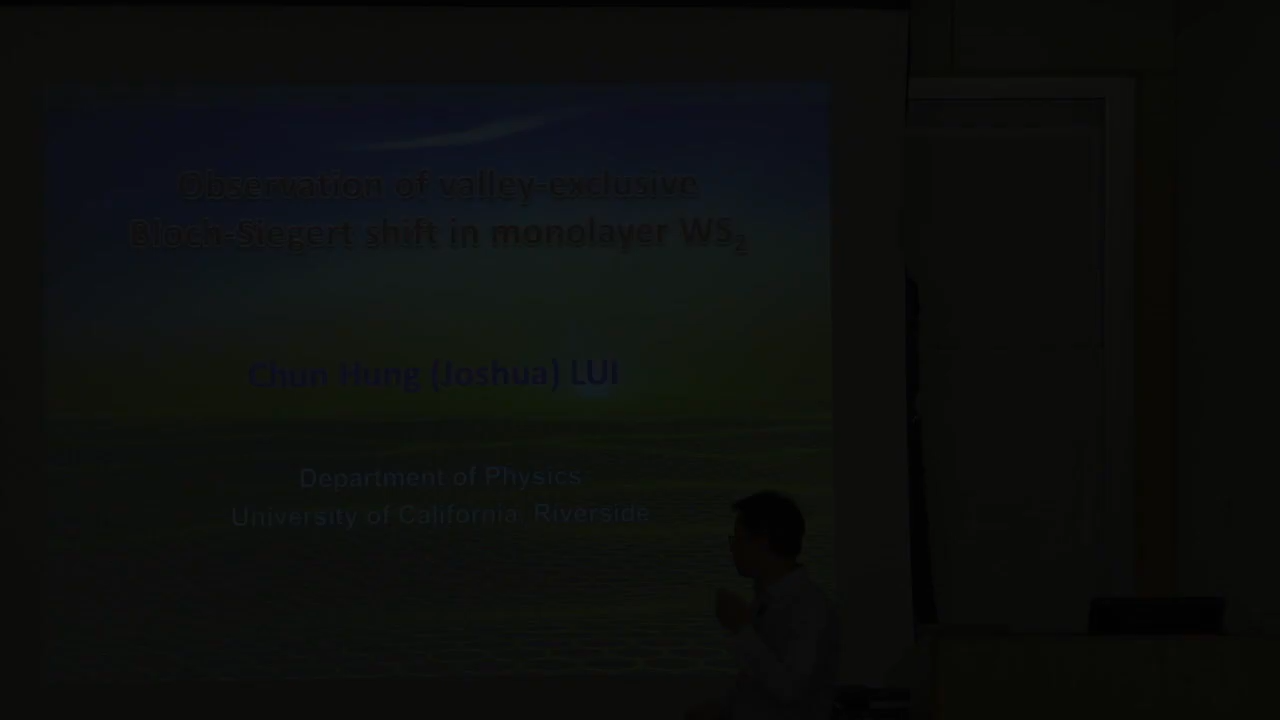 Observation of valley-exclusive
Bloch-Siegert shift in monolayer WS₂
Chun Hung (Joshua) LUI
Department of Physics
University of California, Riverside